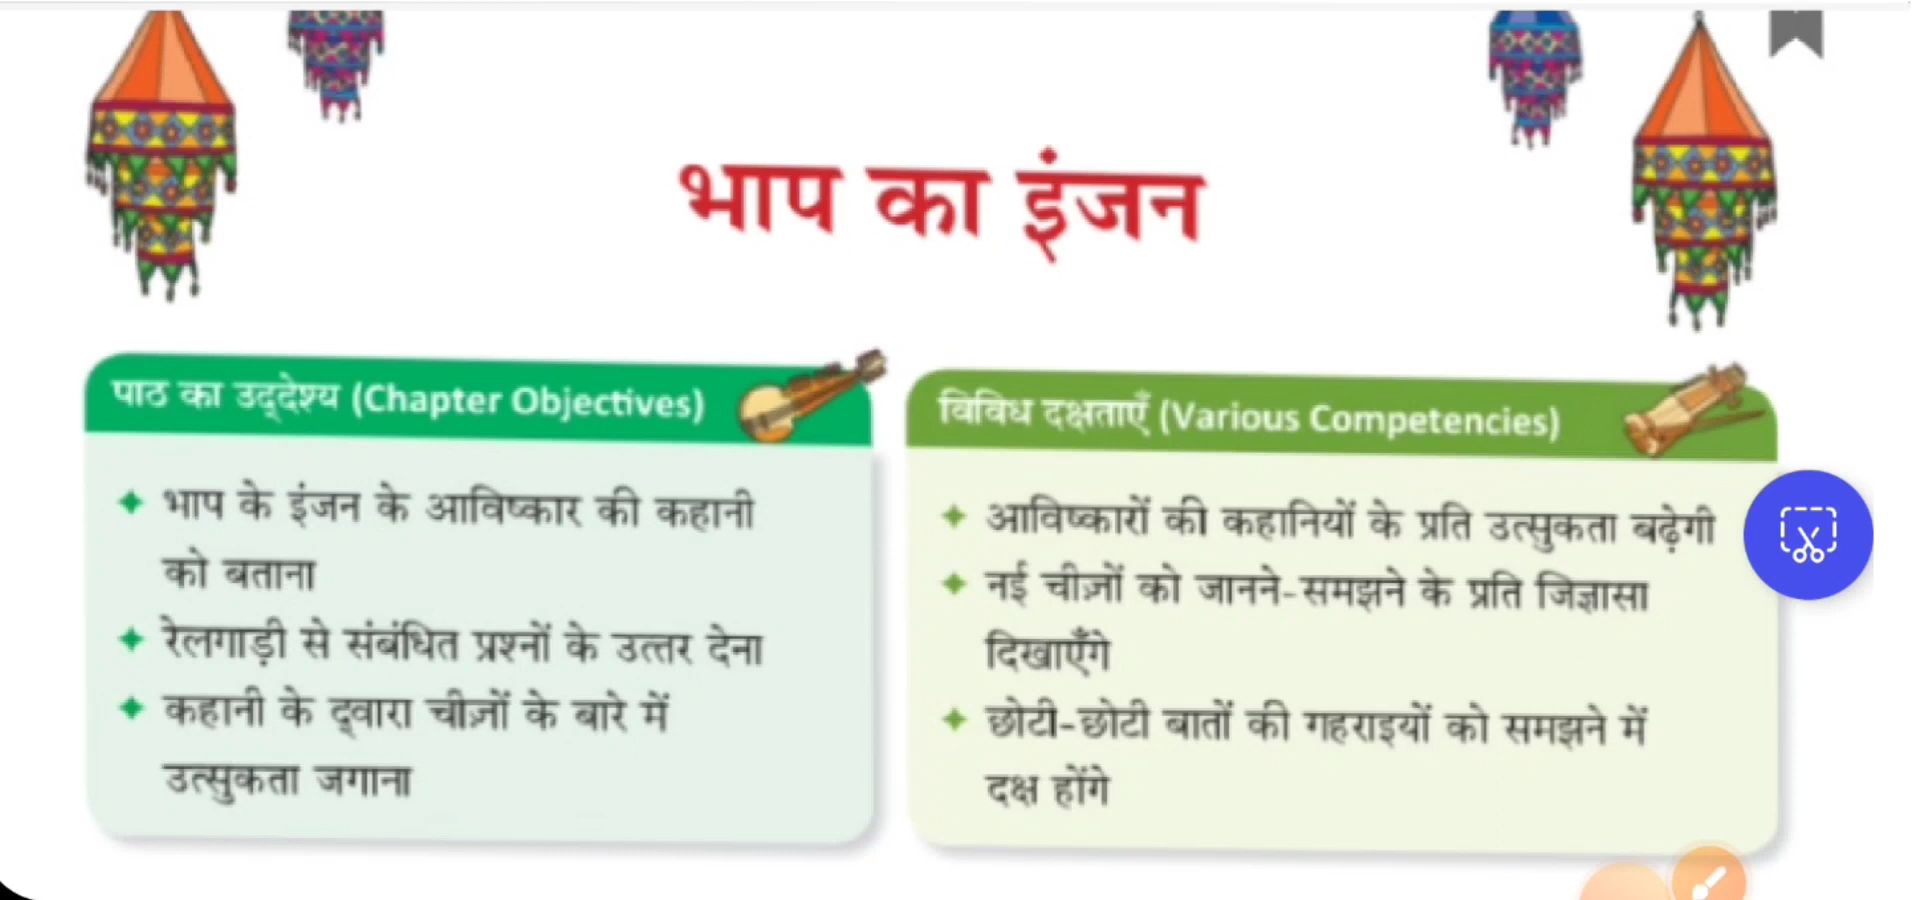 भाप का इंजन
पाठ का उद्देश्य (Chapter Objectives)
भाप के इंजन के आविष्कार की कहानी
को बताना
रेलगाड़ी से संबंधित प्रश्नों के उत्तर देना
कहानी के द्वारा चीज़ों के बारे में
उत्सुकता जगाना
विविध दक्षताएँ (Various Competencies)
आविष्कारों की कहानियों के प्रति उत्सुकता बढ़ेगी
नई चीज़ों को जानने-समझने के प्रति जिज्ञासा
दिखाएँगे
छोटी-छोटी बातों की गहराइयों को समझने में
दक्ष होंगे